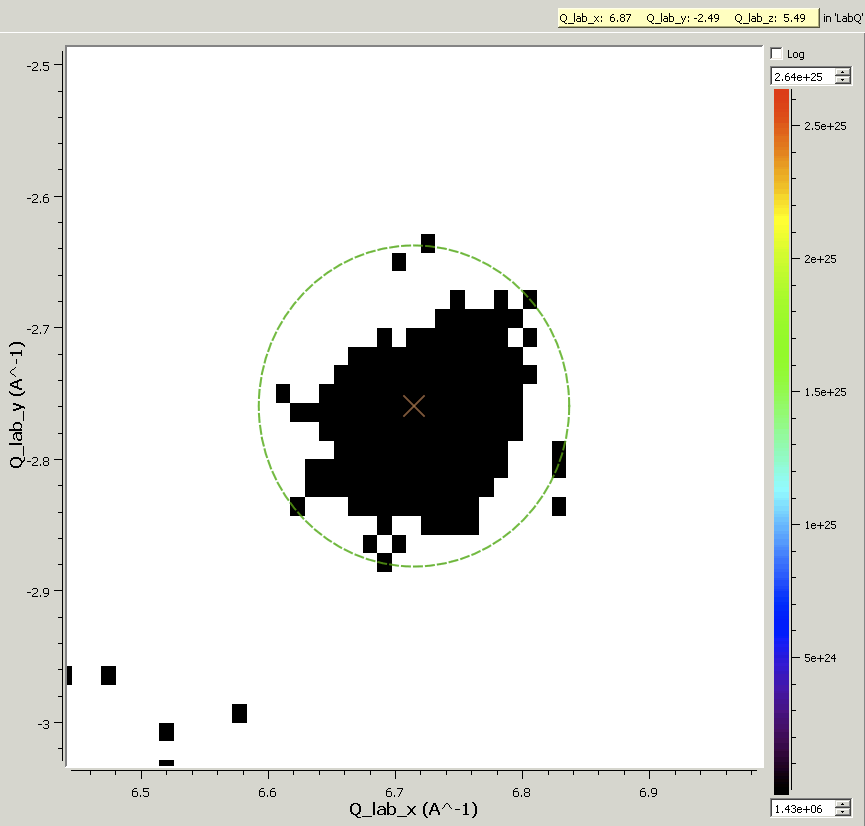 Q_lab_x: 6.87 Q_lab_y: -2.49 Q_lab_z: 5.49 in 'LabQ'
Log
2.64e+25
-2.5
2.5e+25
-2.6
2e+25
-2.7
Q_lab_y (A^-1)
1.5e+25
-2.8
1e+25
-2.9
5e+24
-3
6.5 6.6 6.7 6.8 6.9
Q_lab_x (A^-1)
1.43e+06